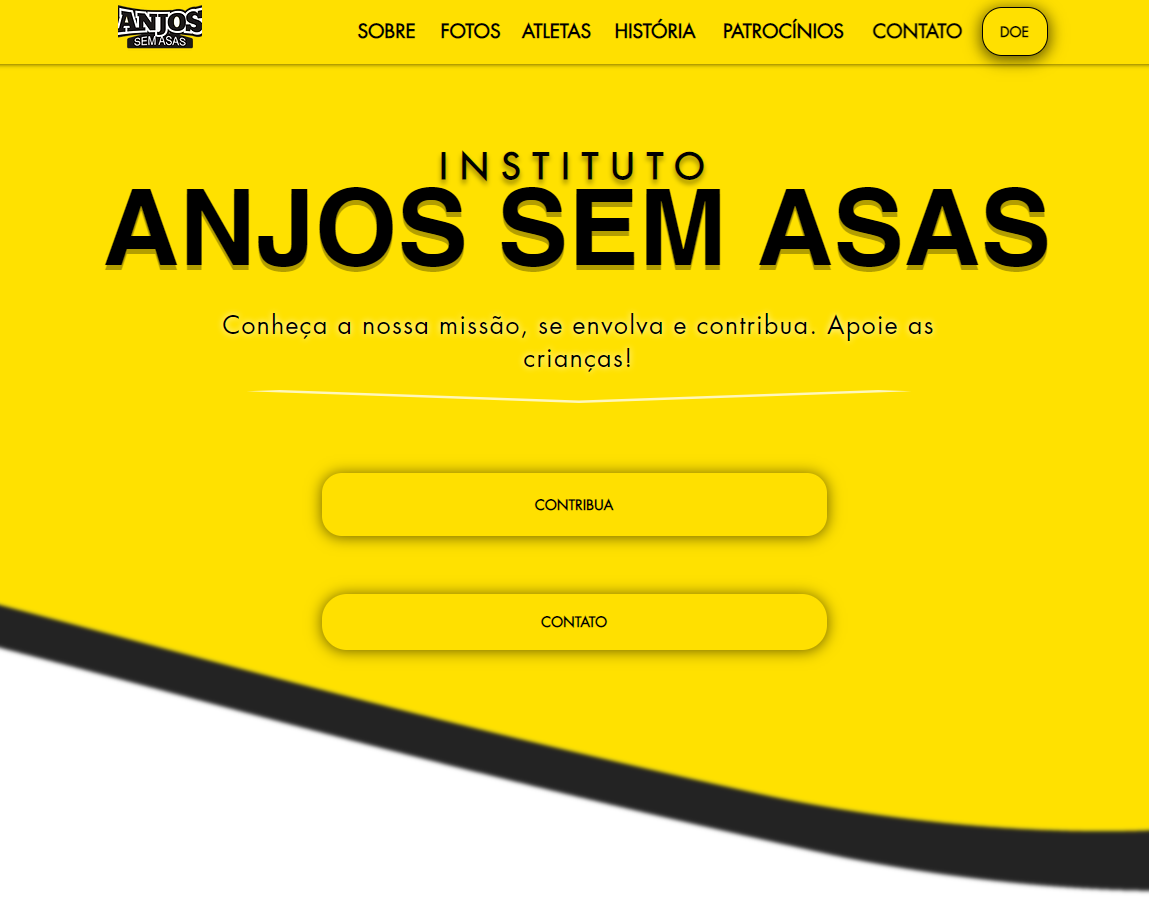 ANJOS
SEM ASAS
SOBRE FOTOS ATLETAS HISTÓRIA PATROCÍNIOS CONTATO DOE
INSTITUTO
ANJOS SEM ASAS
Conheça a nossa missão, se envolva e contribua. Apoie as
crianças!
CONTRIBUA
CONTATO